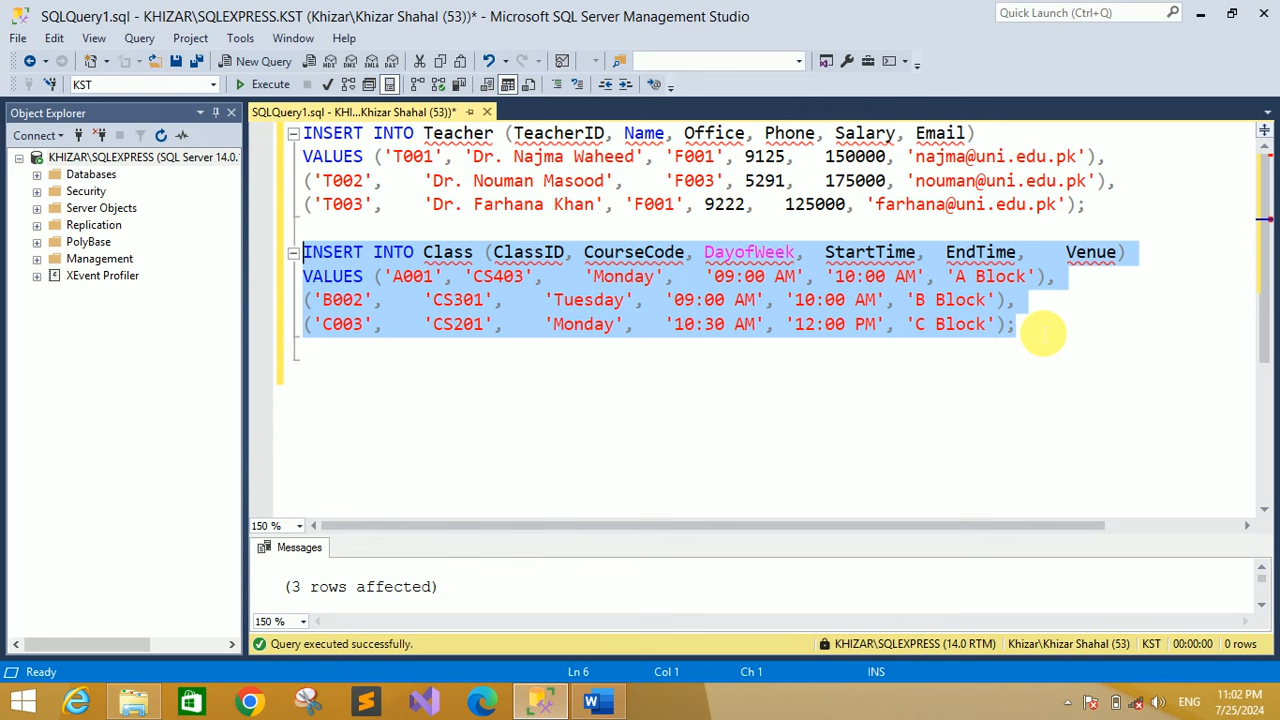 SQLQuery1.sql - KHIZAR\SQLEXPRESS.KST (Khizar\Khizar Shahal (53))* - Microsoft SQL Server Management Studio
Quick Launch (Ctrl+Q)
File Edit View Query Project Tools Window Help
New Query
MDX DMX XMLA DAX
KST
Execute
Object Explorer
SQLQuery1.sql - KHI...Khizar Shahal (53))*
Connect
KHIZAR\SQLEXPRESS (SQL Server 14.0.
Databases
Security
Server Objects
Replication
PolyBase
Management
XEvent Profiler
INSERT INTO Teacher (TeacherID, Name, Office, Phone, Salary, Email)
VALUES ('T001', 'Dr. Najma Waheed', 'F001', 9125, 150000, 'najma@uni.edu.pk'),
('T002', 'Dr. Nouman Masood', 'F003', 5291, 175000, 'nouman@uni.edu.pk'),
('T003', 'Dr. Farhana Khan', 'F001', 9222, 125000, 'farhana@uni.edu.pk');
INSERT INTO Class (ClassID, CourseCode, DayofWeek, StartTime, EndTime, Venue)
VALUES ('A001', 'CS403', 'Monday', '09:00 AM', '10:00 AM', 'A Block'),
('B002', 'CS301', 'Tuesday', '09:00 AM', '10:00 AM', 'B Block'),
('C003', 'CS201', 'Monday', '10:30 AM', '12:00 PM', 'C Block');
150 %
Messages
(3 rows affected)
150 %
Query executed successfully.
KHIZAR\SQLEXPRESS (14.0 RTM) Khizar\Khizar Shahal (53) KST 00:00:00 0 rows
Ready Ln 6 Col 1 Ch 1 INS
ENG
11:02 PM
7/25/2024